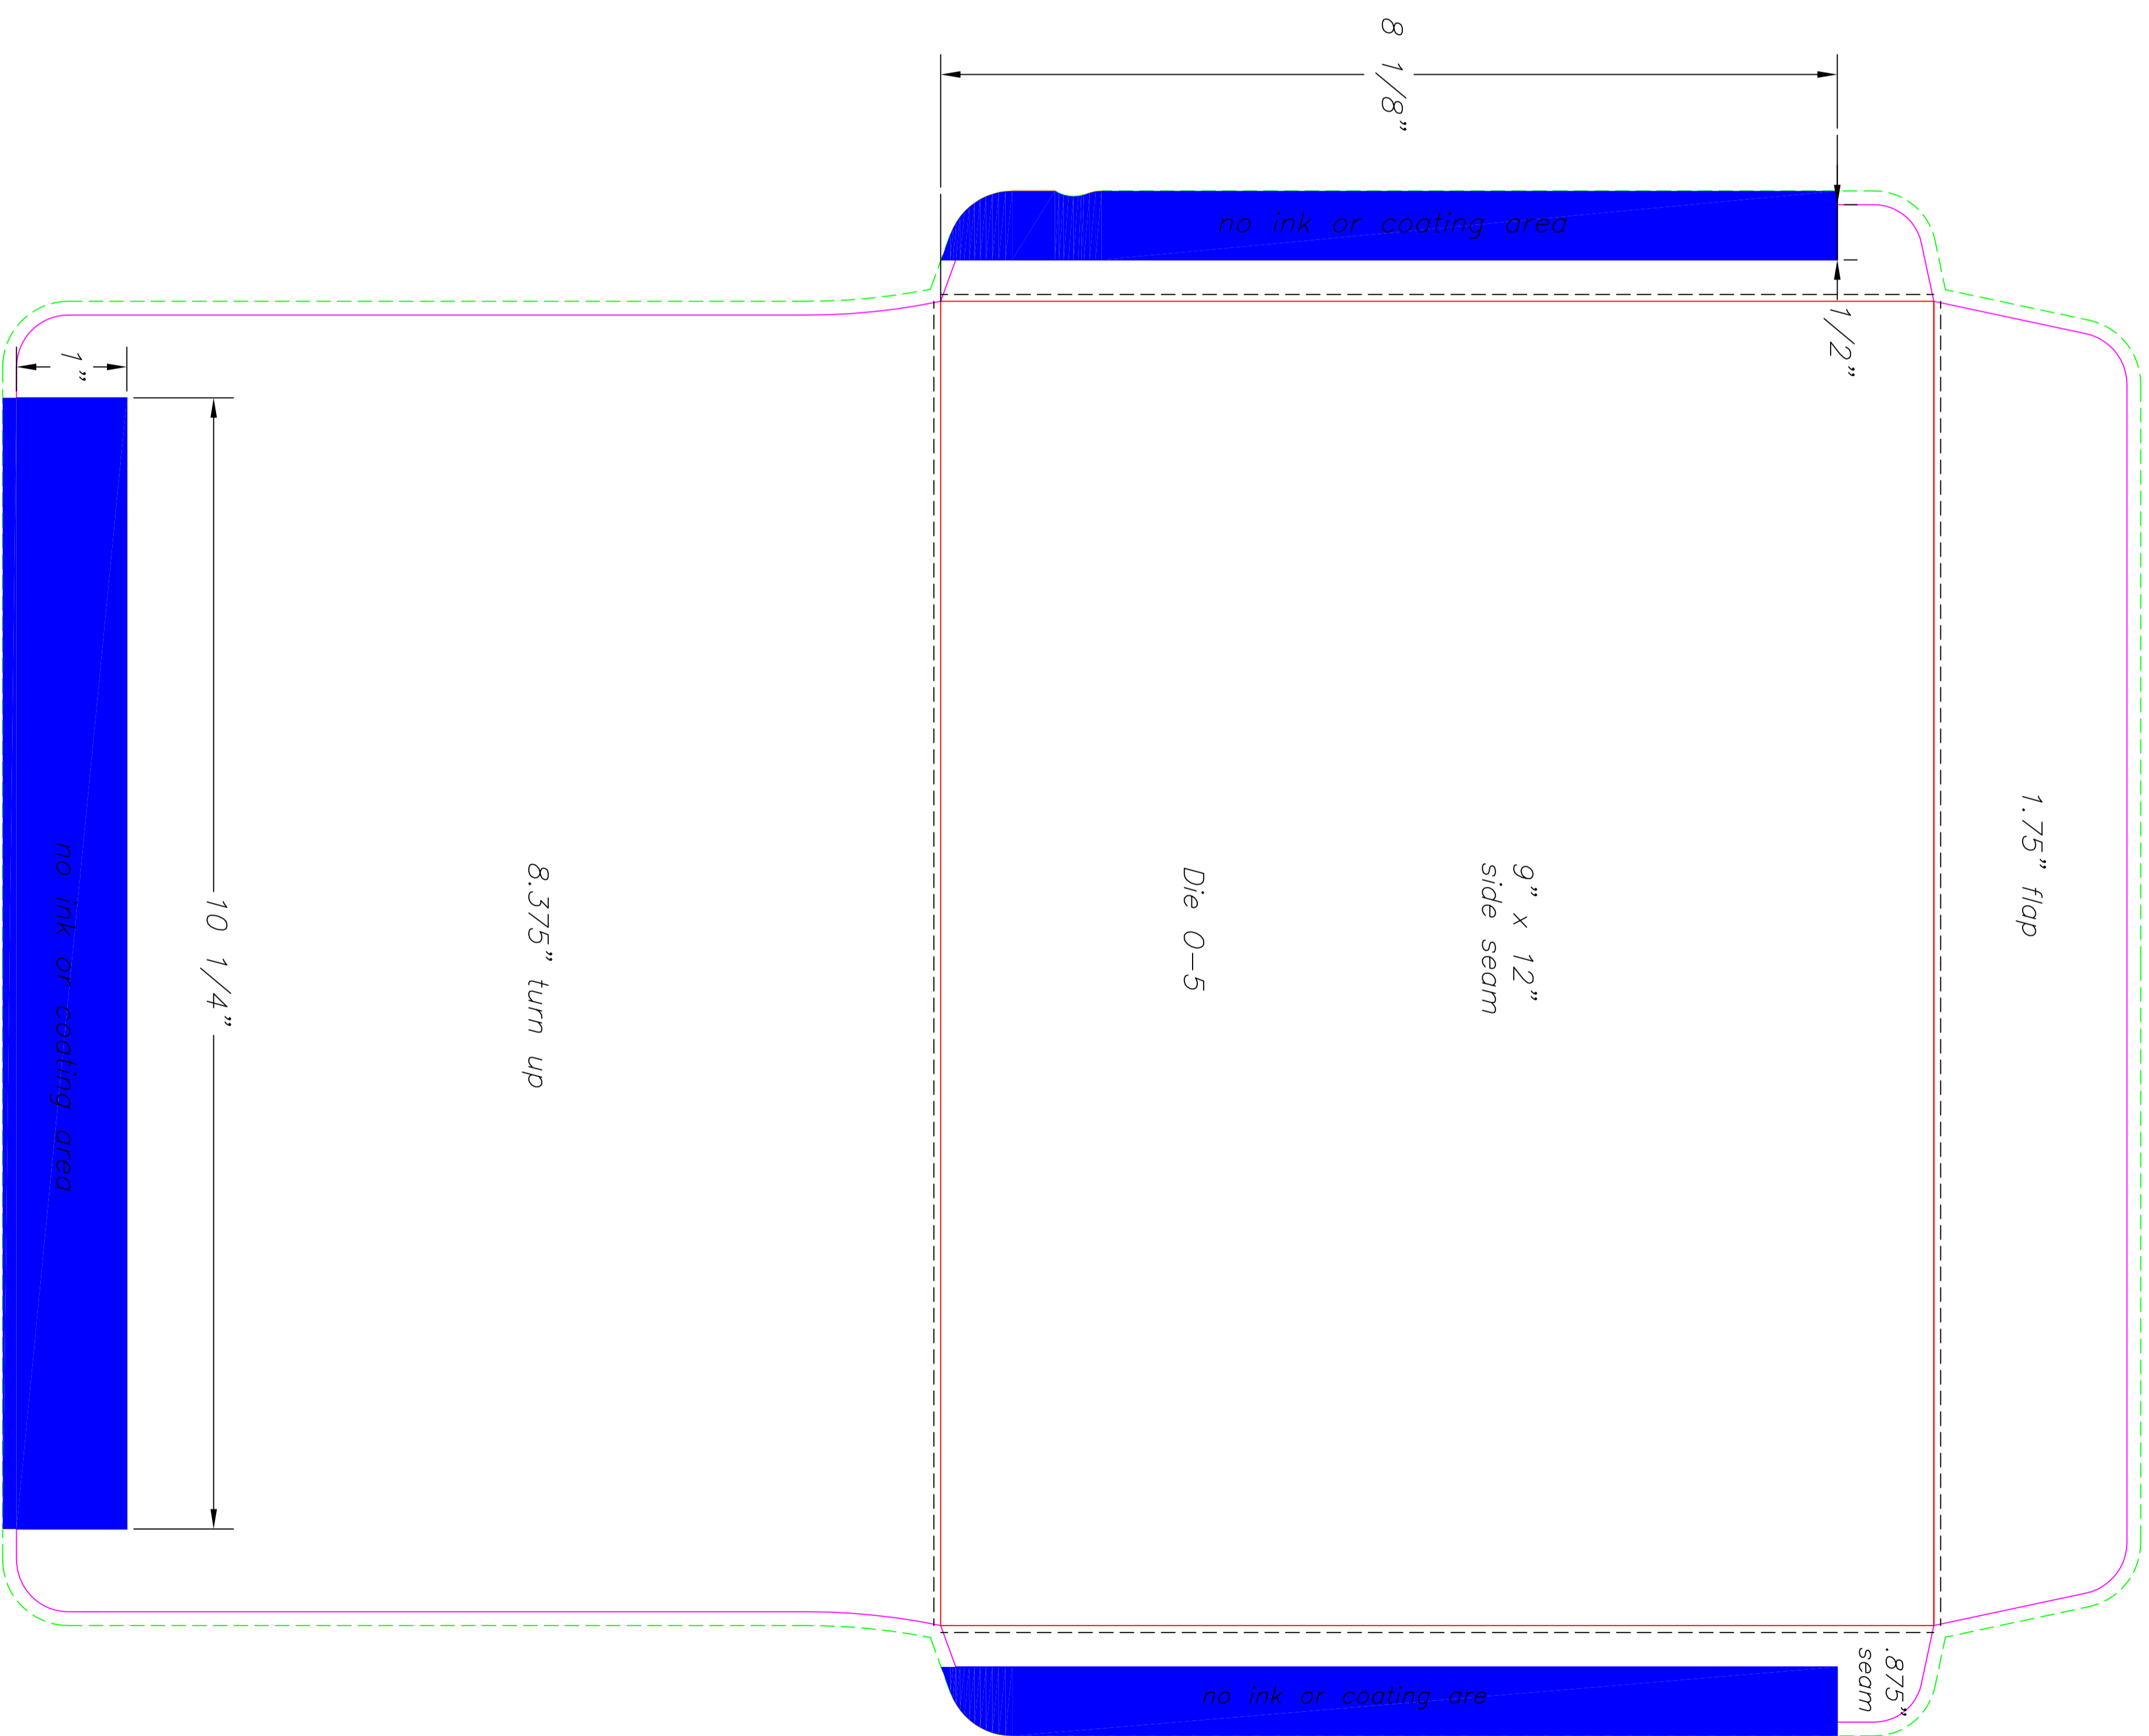 8 1/8"
no ink or coating area
1/2"
1"
no ink or coating area
10 1/4"
8.375" turn up
Die 0-5
9" x 12"
side seam
1.75" flap
.875"
seam
no ink or coating are